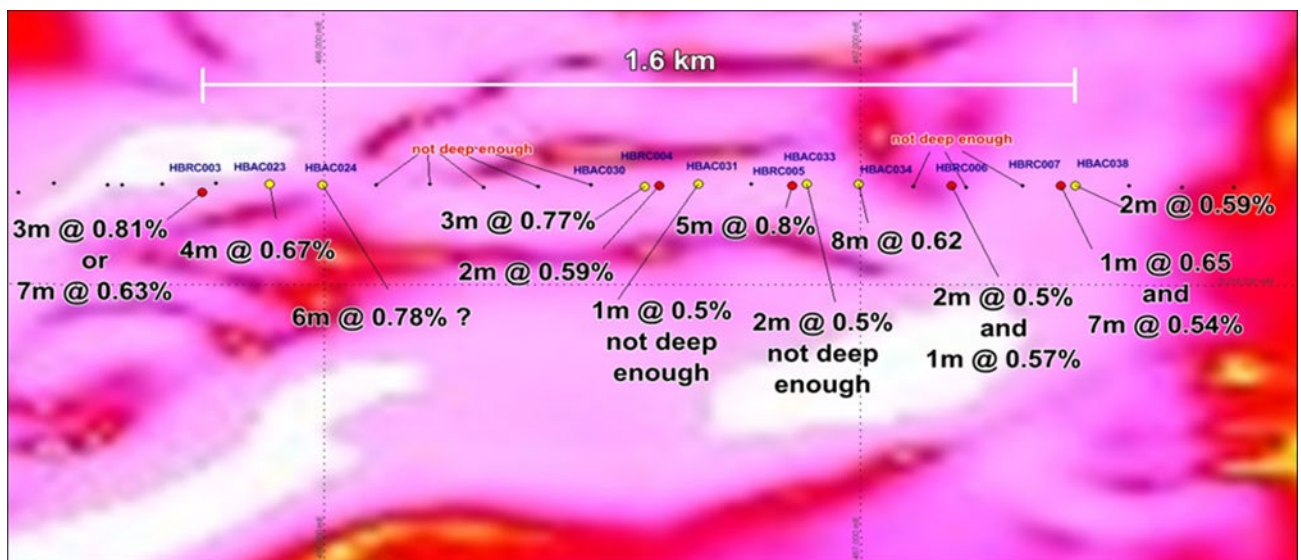 1.6 km
not deep enough
not deep enough
HBRC003
HBAC023
HBAC024
HBAC030
HBRC004
HBAC031
HBRC005
HBAC033
HBAC034
HBRC006
HBRC007
HBAC038
3m @ 0.81%
or
7m @ 0.63%
4m @ 0.67%
6m @ 0.78% ?
3m @ 0.77%
2m @ 0.59%
1m @ 0.5%
not deep
enough
5m @ 0.8%
2m @ 0.5%
not deep
enough
8m @ 0.62
2m @ 0.5%
and
1m @ 0.57%
2m @ 0.59%
1m @ 0.65
and
7m @ 0.54%